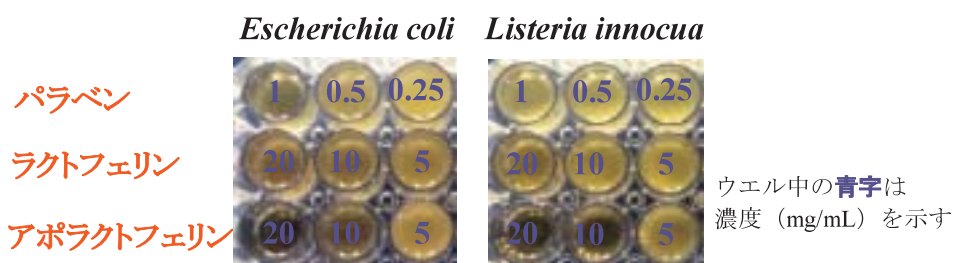 Escherichia coli Listeria innocua
パラベン 1 0.5 0.25 1 0.5 0.25
ラクトフェリン 20 10 5 20 10 5
アポラクトフェリン 20 10 5 20 10 5
ウエル中の青字は
濃度（mg/mL）を示す